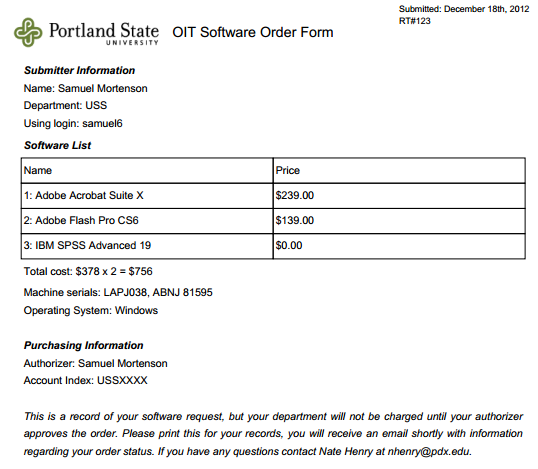 Submitted: December 18th, 2012
RT#123
Portland State
UNIVERSITY
OIT Software Order Form
Submitter Information
Name: Samuel Mortenson
Department: USS
Using login: samuel6
Software List
Name Price
1: Adobe Acrobat Suite X $239.00
2: Adobe Flash Pro CS6 $139.00
3: IBM SPSS Advanced 19 $0.00
Total cost: $378 x 2 = $756
Machine serials: LAPJ038, ABNJ 81595
Operating System: Windows
Purchasing Information
Authorizer: Samuel Mortenson
Account Index: USSXXXX
This is a record of your software request, but your department will not be charged until your authorizer
approves the order. Please print this for your records, you will receive an email shortly with information
regarding your order status. If you have any questions contact Nate Henry at nhenry@pdx.edu.